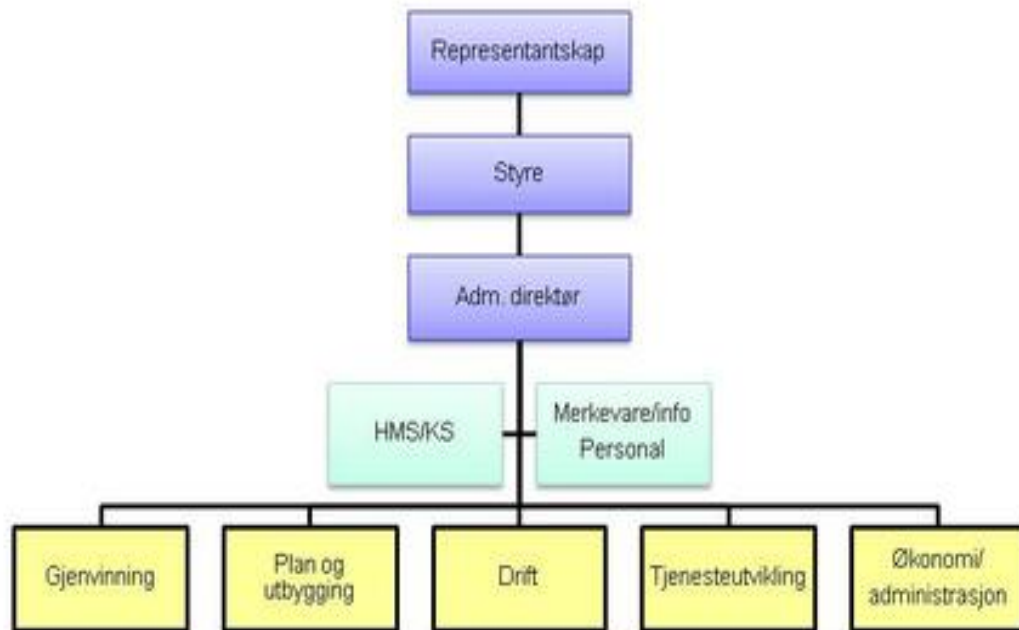 Representantskap
Styre
Adm. direktør
HMS/KS
Merkevare/info
Personal
Gjenvinning
Plan og
utbygging
Drift
Tjenesteutvikling
Økonomi/
administrasjon